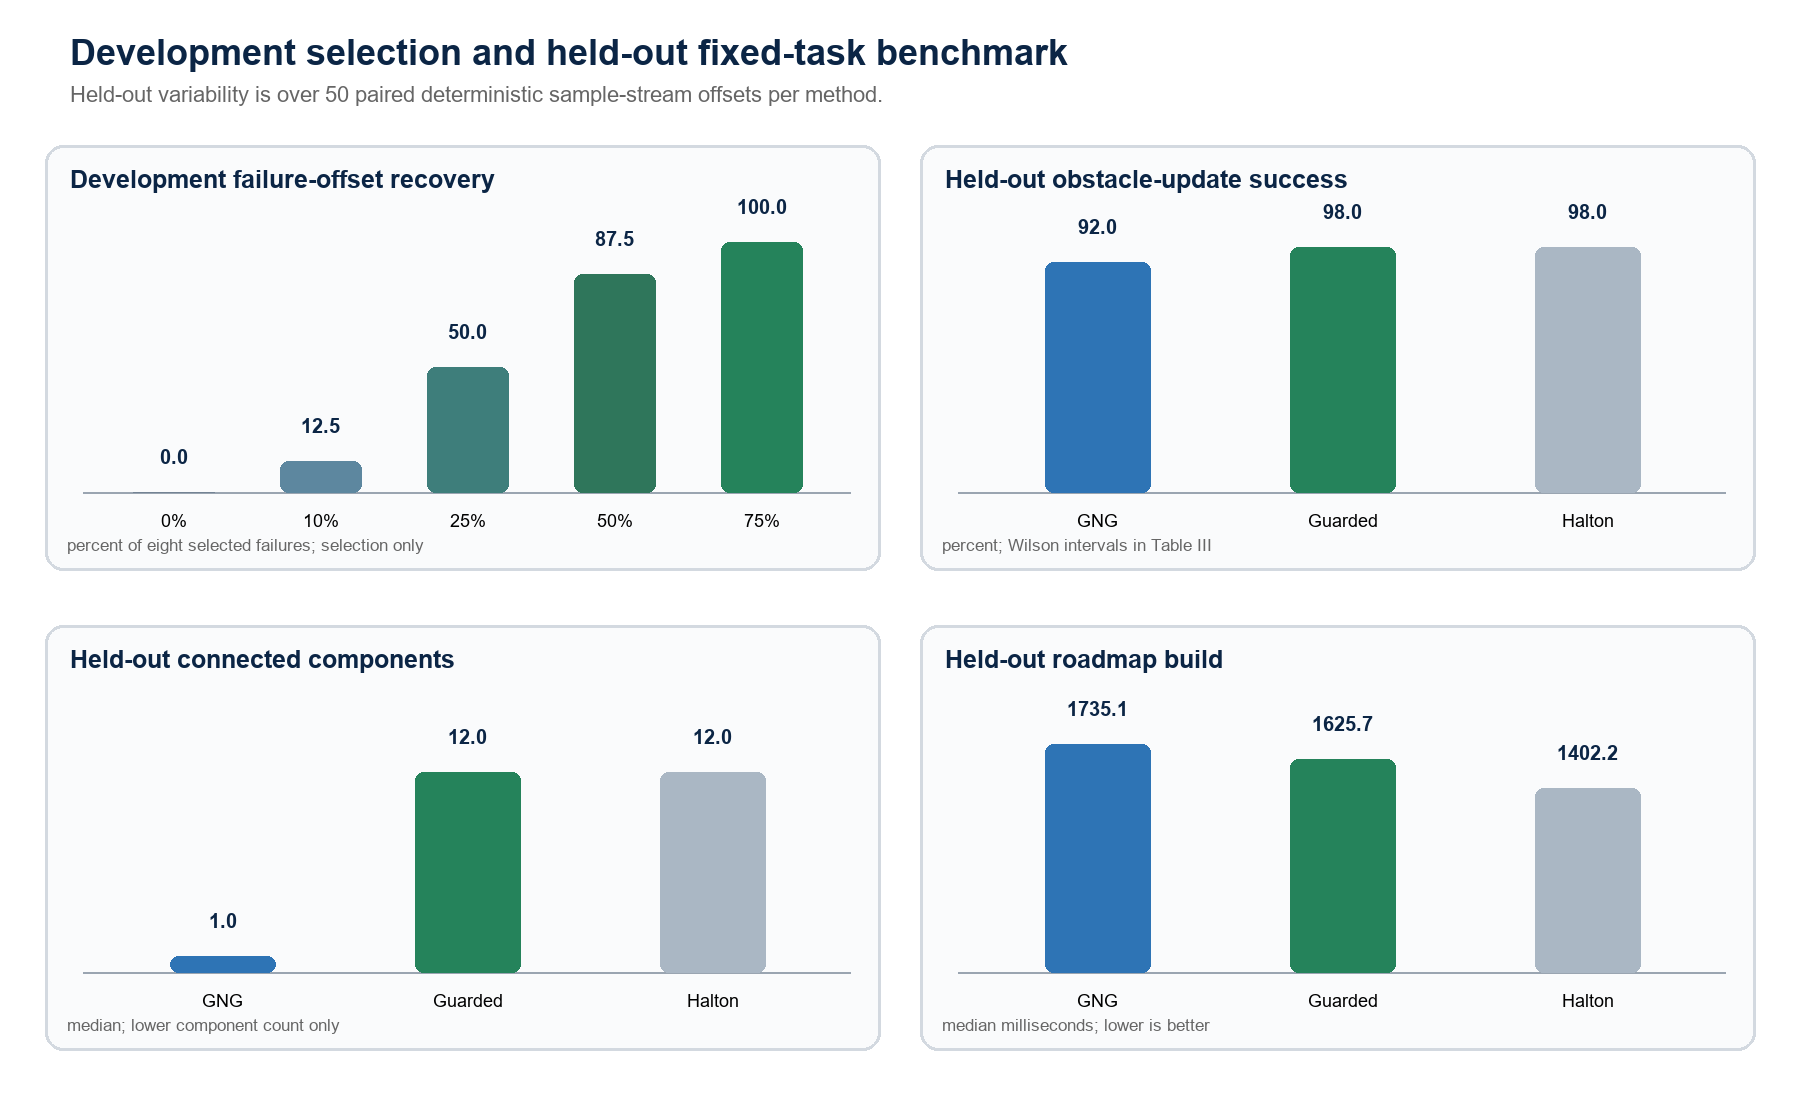 Development selection and held-out fixed-task benchmark
Held-out variability is over 50 paired deterministic sample-stream offsets per method.
Development failure-offset recovery
0.0
12.5
50.0
87.5
100.0
0%
10%
25%
50%
75%
percent of eight selected failures; selection only
Held-out obstacle-update success
92.0
98.0
98.0
GNG
Guarded
Halton
percent; Wilson intervals in Table III
Held-out connected components
1.0
12.0
12.0
GNG
Guarded
Halton
median; lower component count only
Held-out roadmap build
1735.1
1625.7
1402.2
GNG
Guarded
Halton
median milliseconds; lower is better